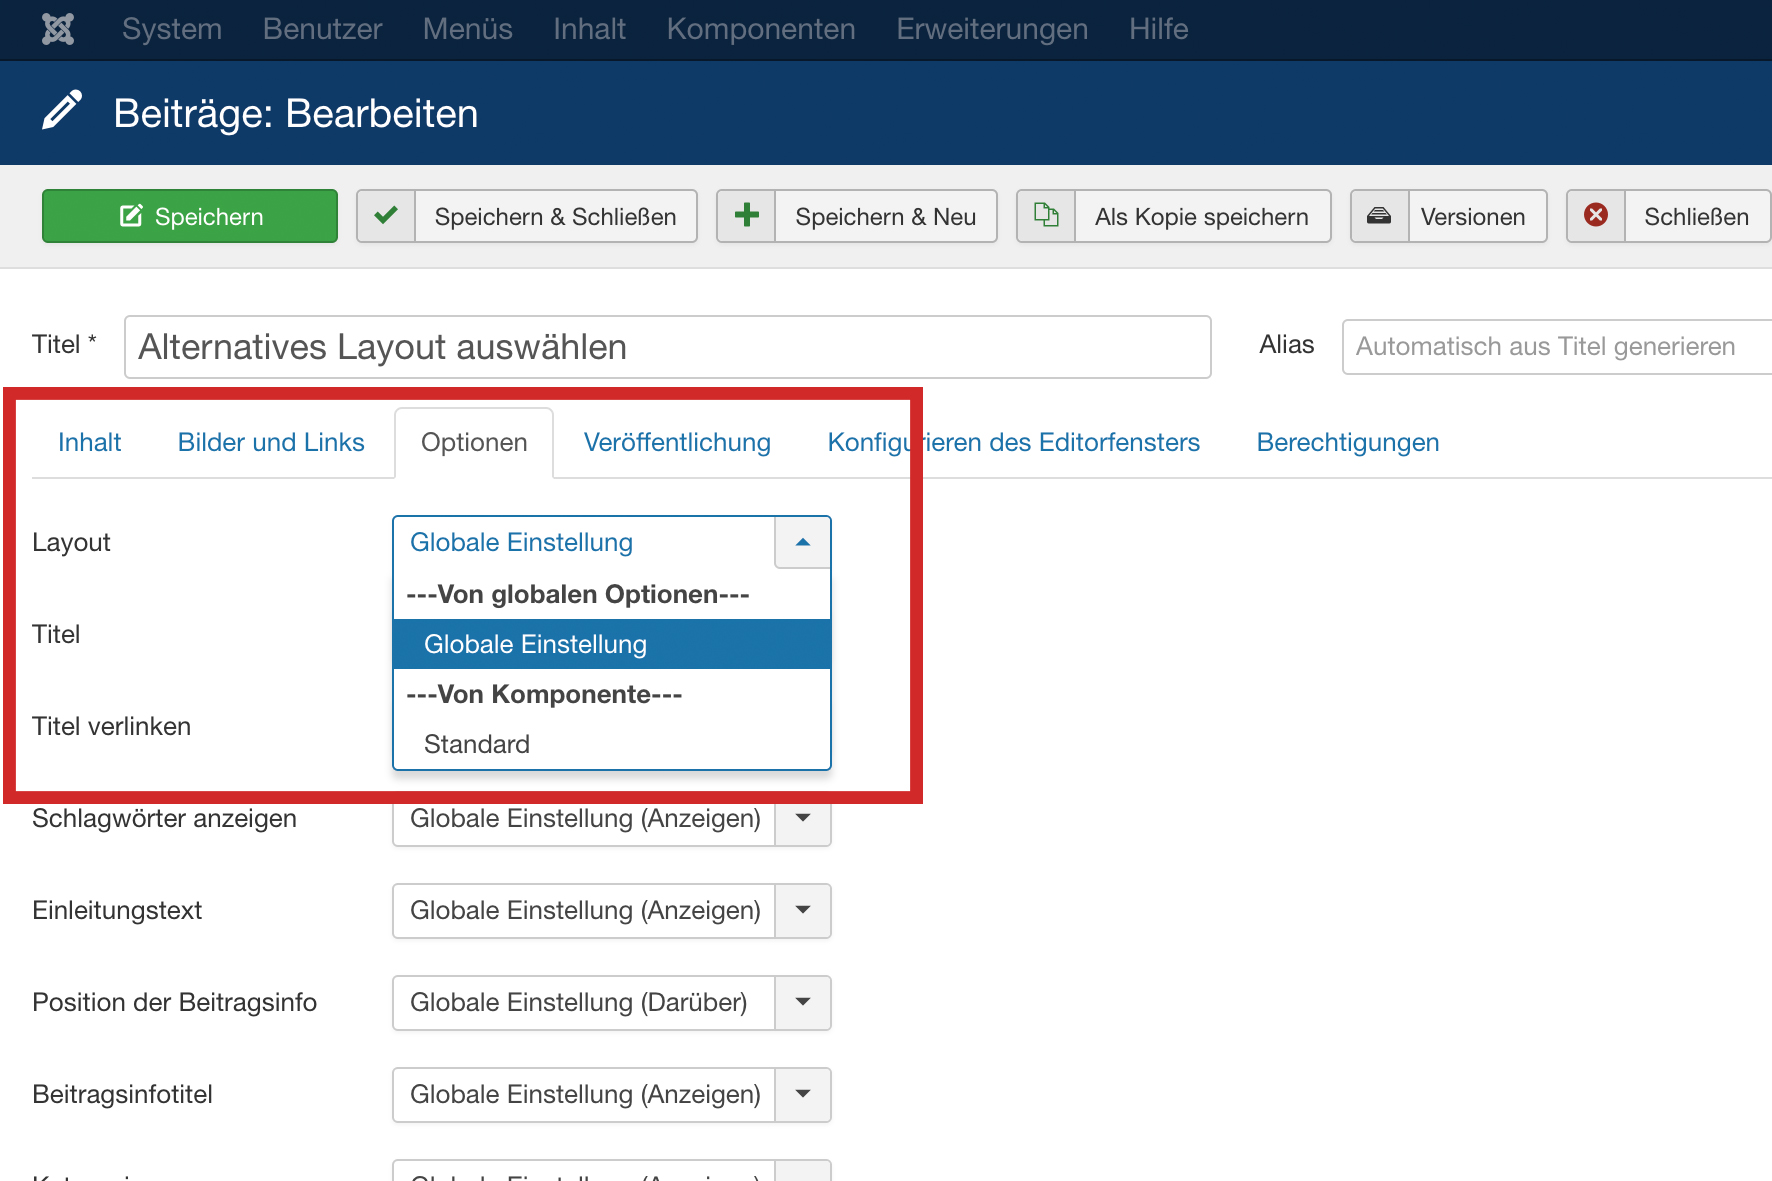 System Benutzer Menüs Inhalt Komponenten Erweiterungen Hilfe
Beiträge: Bearbeiten
Speichern Speichern & Schließen Speichern & Neu Als Kopie speichern Versionen Schließen
Titel * Alternatives Layout auswählen Alias Automatisch aus Titel generieren
Inhalt Bilder und Links Optionen Veröffentlichung Konfigurieren des Editorfensters Berechtigungen
Layout Globale Einstellung
---Von globalen Optionen---
Titel Globale Einstellung
---Von Komponente---
Titel verlinken Standard
Schlagwörter anzeigen Globale Einstellung (Anzeigen)
Einleitungstext Globale Einstellung (Anzeigen)
Position der Beitragsinfo Globale Einstellung (Darüber)
Beitragsinfotitel Globale Einstellung (Anzeigen)